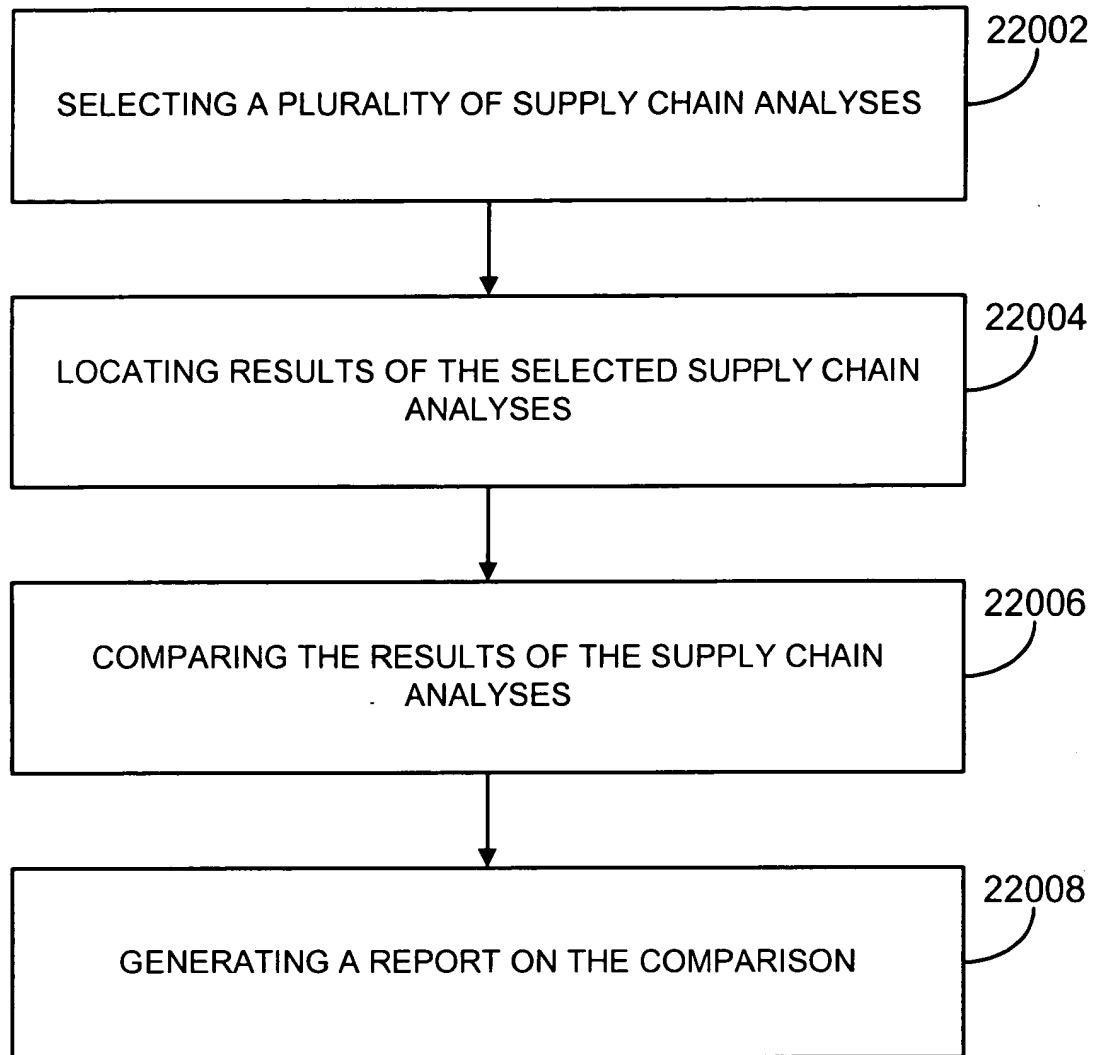 22002
SELECTING A PLURALITY OF SUPPLY CHAIN ANALYSES
22004
LOCATING RESULTS OF THE SELECTED SUPPLY CHAIN
ANALYSES
22006
COMPARING THE RESULTS OF THE SUPPLY CHAIN
ANALYSES
22008
GENERATING A REPORT ON THE COMPARISON